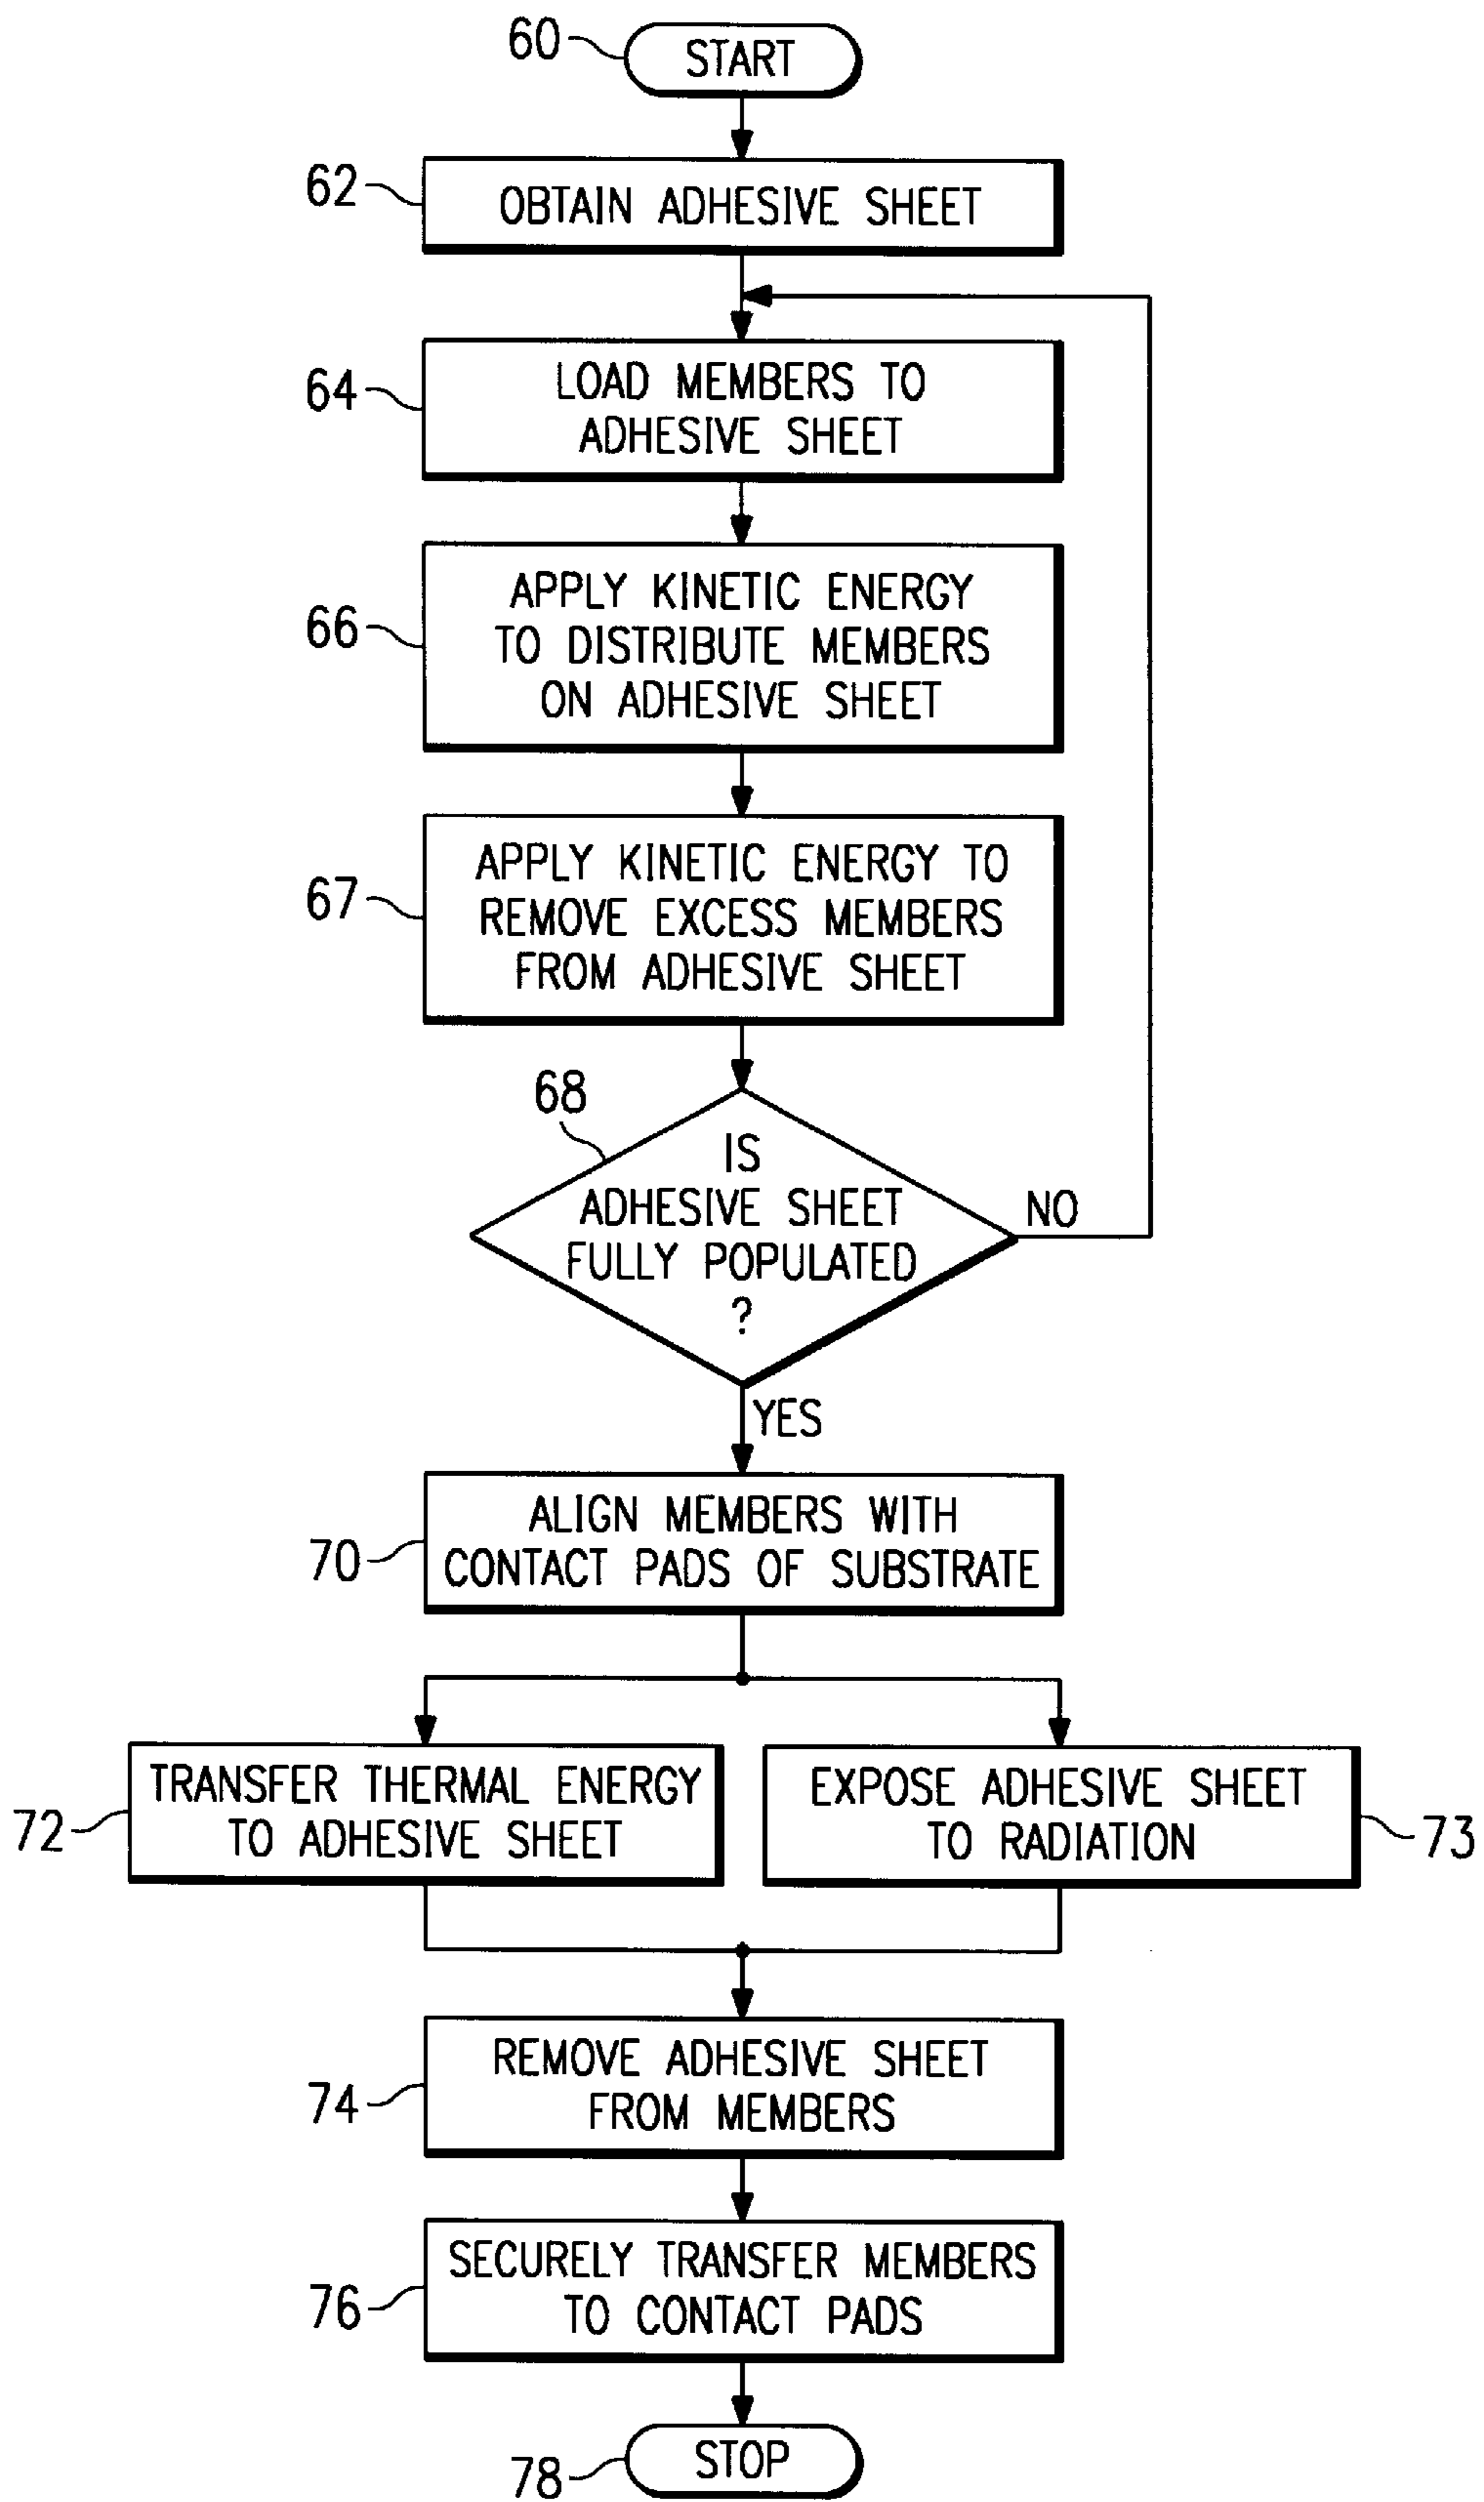 60
START
62
OBTAIN ADHESIVE SHEET
64
LOAD MEMBERS TO
ADHESIVE SHEET
66
APPLY KINETIC ENERGY
TO DISTRIBUTE MEMBERS
ON ADHESIVE SHEET
67
APPLY KINETIC ENERGY TO
REMOVE EXCESS MEMBERS
FROM ADHESIVE SHEET
68
IS
ADHESIVE SHEET
FULLY POPULATED
?
NO
YES
70
ALIGN MEMBERS WITH
CONTACT PADS OF SUBSTRATE
72
TRANSFER THERMAL ENERGY
TO ADHESIVE SHEET
EXPOSE ADHESIVE SHEET
TO RADIATION
73
74
REMOVE ADHESIVE SHEET
FROM MEMBERS
76
SECURELY TRANSFER MEMBERS
TO CONTACT PADS
78
STOP